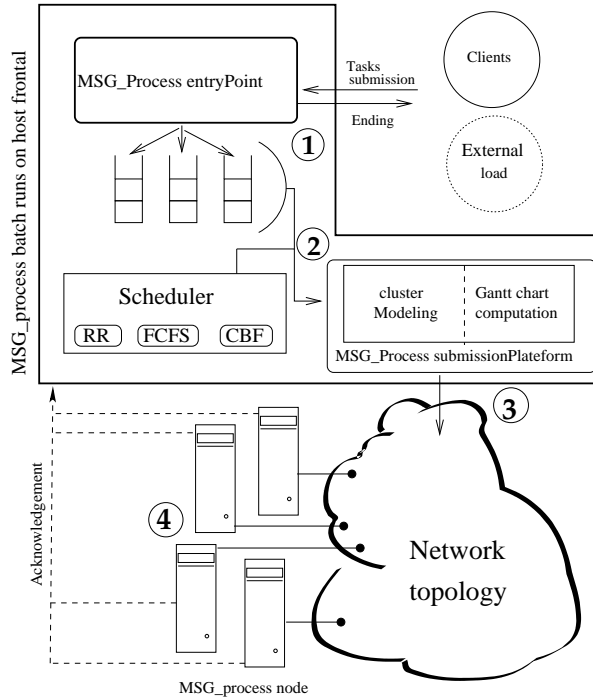 MSG_process batch runs on host frontal
MSG_Process entryPoint
Tasks
submission
Ending
Clients
External
load
1
2
Scheduler
RR
FCFS
CBF
cluster
Modeling
Gantt chart
computation
MSG_Process submissionPlateform
3
Acknowledgement
4
Network
topology
MSG_process node